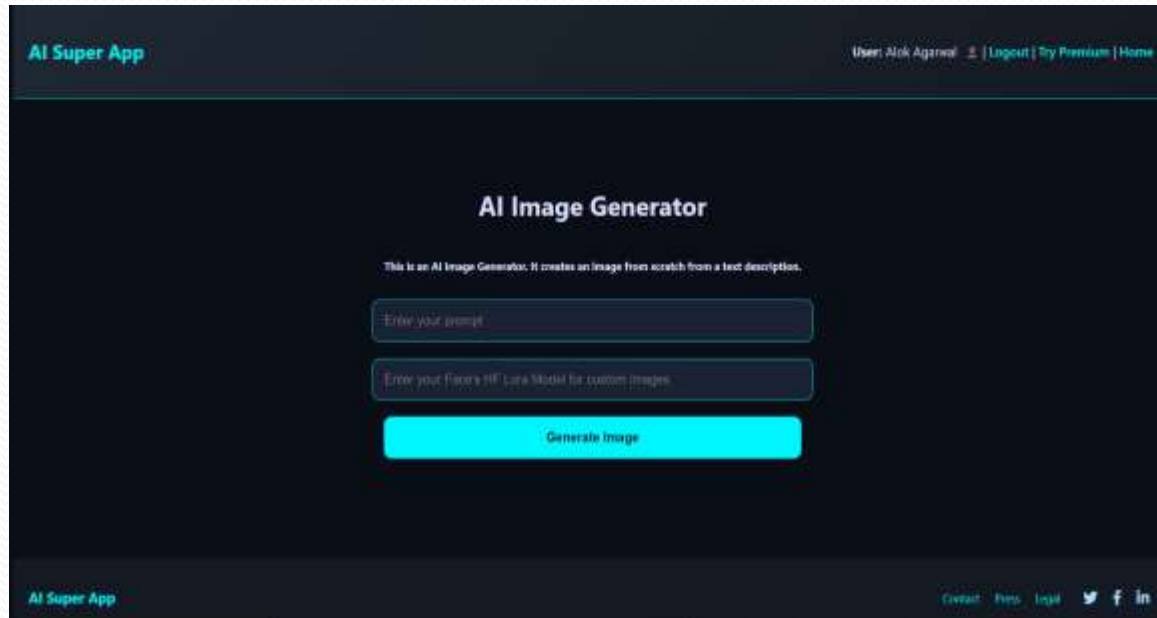 AI Super App
User: Alok Agarwal | Logout | Try Premium | Home
AI Image Generator
This is an AI Image Generator. It creates an image from scratch from a text description.
Enter your prompt
Enter your HF Lora Model for custom images
Generate Image
AI Super App
Contact Press Legal